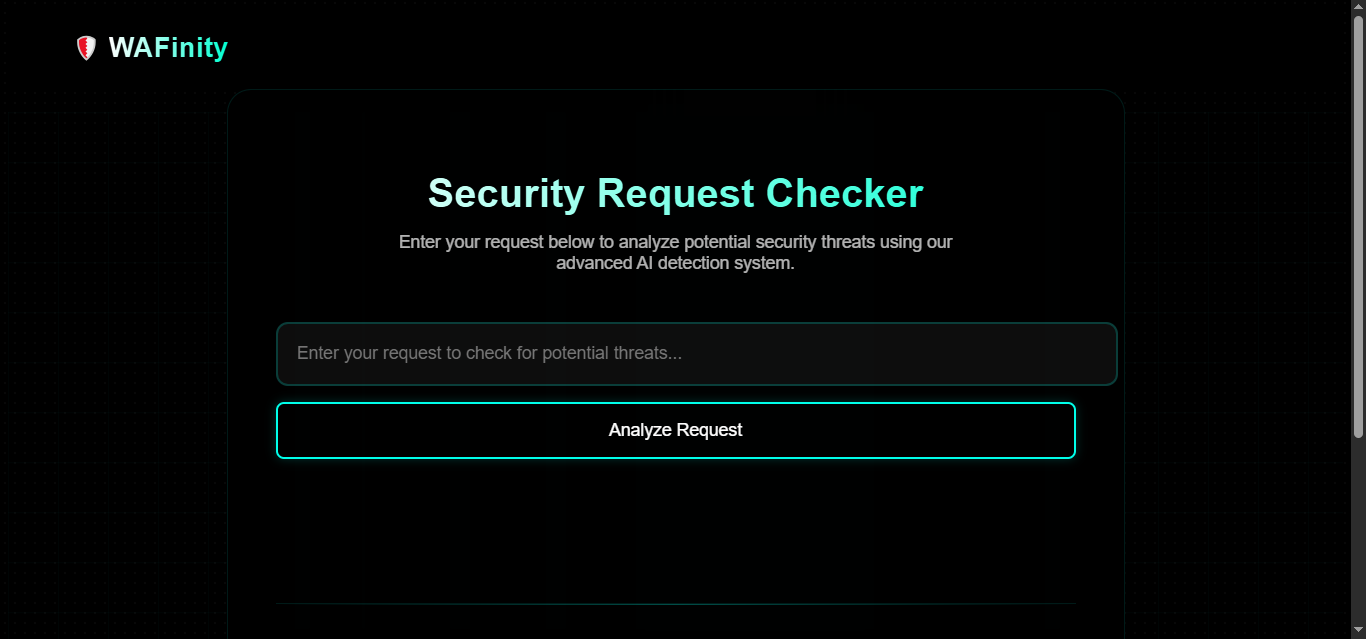 WAFinity
Security Request Checker
Enter your request below to analyze potential security threats using our
advanced AI detection system.
Enter your request to check for potential threats...
Analyze Request